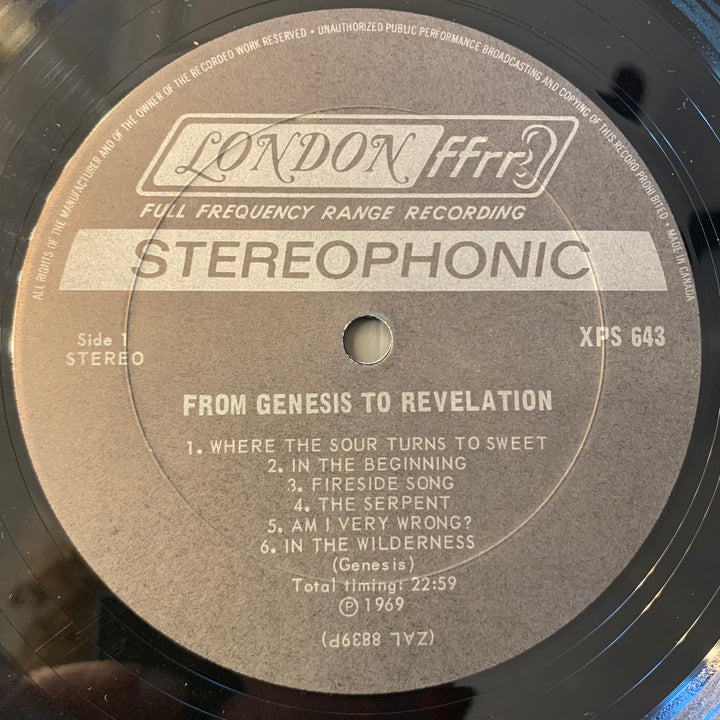 ALL RIGHTS OF THE MANUFACTURER AND OF THE OWNER OF THE RECORDED WORK RESERVED • UNAUTHORIZED PUBLIC PERFORMANCE BROADCASTING AND COPYING OF THIS RECORD PROHIBITED • MADE IN CANADA
LONDON ffrr
FULL FREQUENCY RANGE RECORDING
STEREOPHONIC
Side 1
STEREO
XPS 643
FROM GENESIS TO REVELATION
1. WHERE THE SOUR TURNS TO SWEET
2. IN THE BEGINNING
3. FIRESIDE SONG
4. THE SERPENT
5. AM I VERY WRONG?
6. IN THE WILDERNESS
(Genesis)
Total timing: 22:59
℗ 1969
(ZAL 8839P)